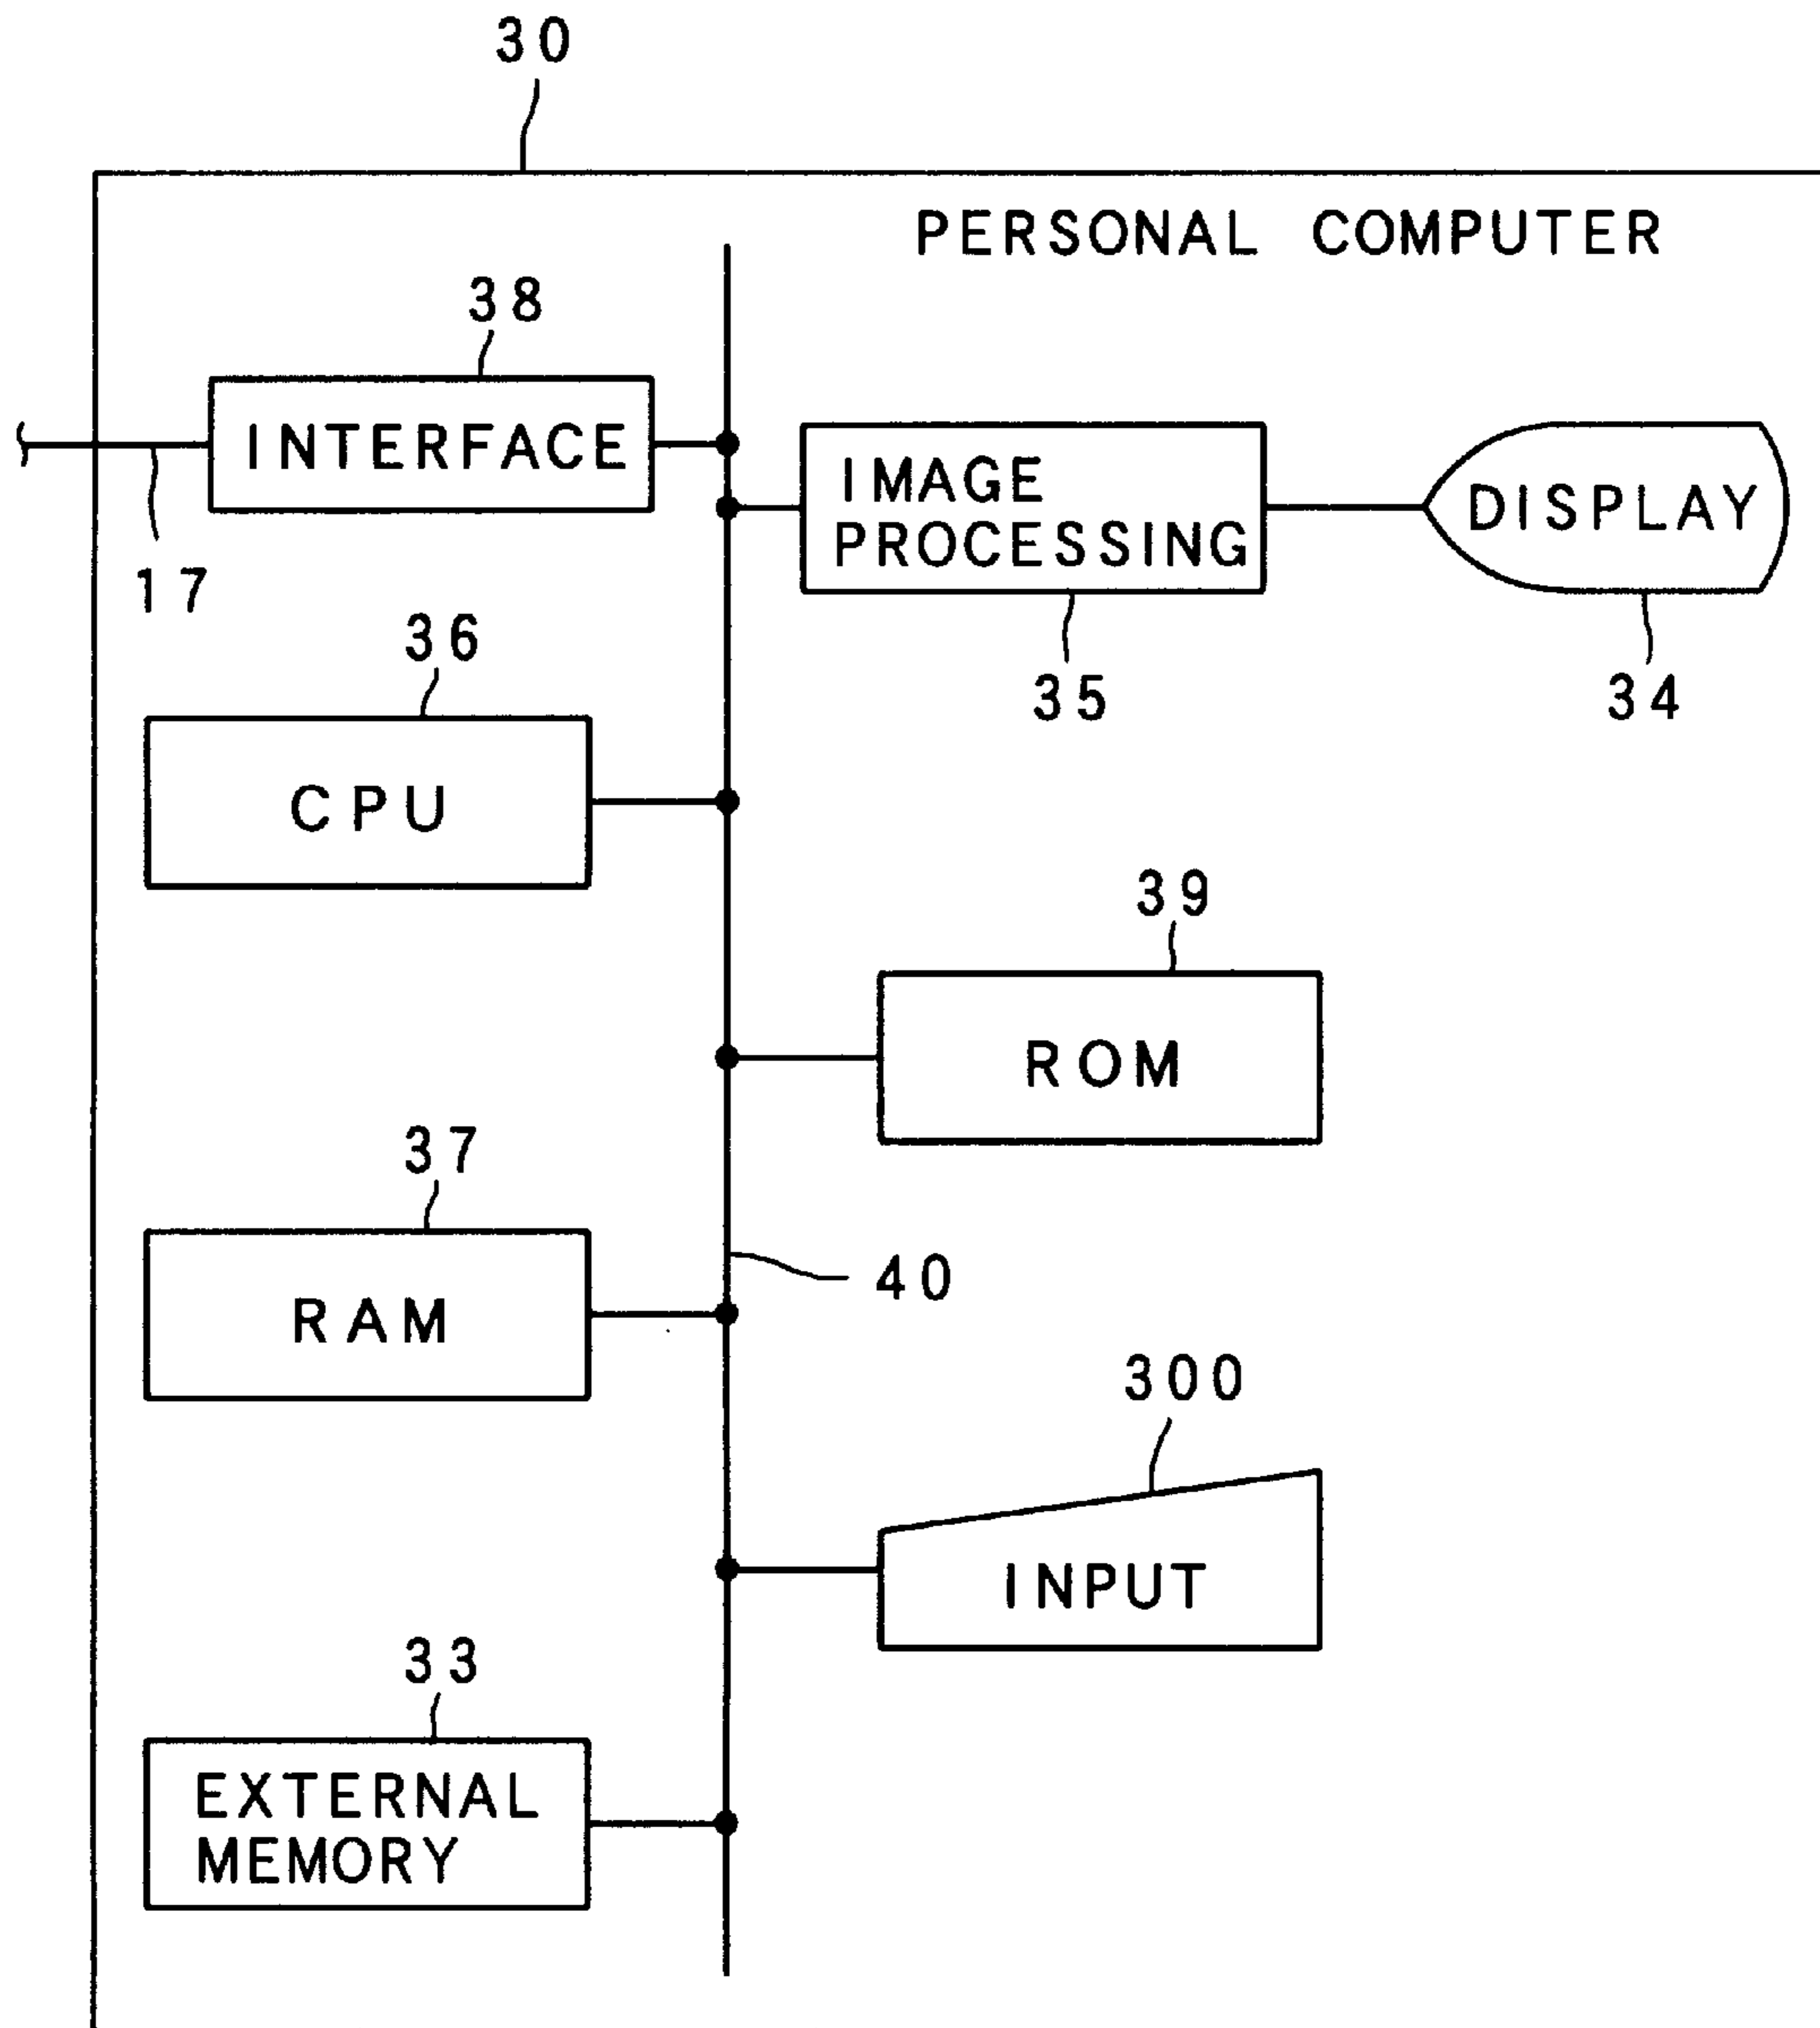 30
PERSONAL COMPUTER
38
INTERFACE
17
IMAGE
PROCESSING
35
DISPLAY
34
36
CPU
39
ROM
37
RAM
40
300
INPUT
33
EXTERNAL
MEMORY